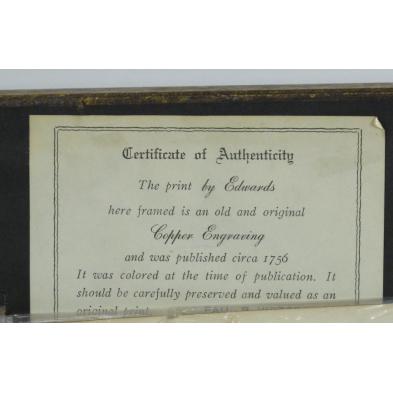 Certificate of Authenticity
The print by Edwards
here framed is an old and original
Copper Engraving
and was published circa 1756
It was colored at the time of publication. It
should be carefully preserved and valued as an
original print